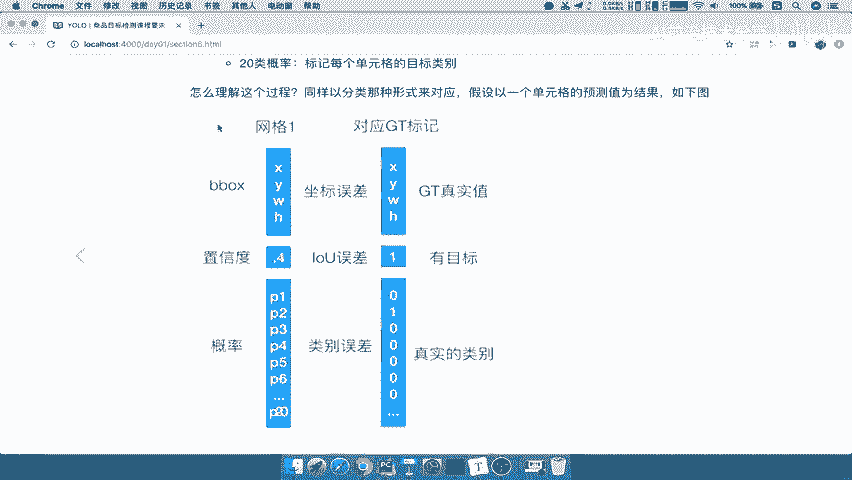 Chrome 文件 修改 视图 历史记录 书签 其他人 电动窗 帮助
100%
YOLO | 商品目标检测课程要求
localhost:4000/day01/section6.html
20类概率：标记每个单元格的目标类别
怎么理解这个过程？同样以分类那种形式来对应，假设以一个单元格的预测值为结果，如下图
网格1 对应GT标记
x x
y y
bbox w 坐标误差 w GT真实值
h h
置信度 .4 IoU误差 1 有目标
p1 0
p2 1
p3 0
概率 p4 类别误差 0 真实的类别
p5 0
p6 0
... 0
p20 ...